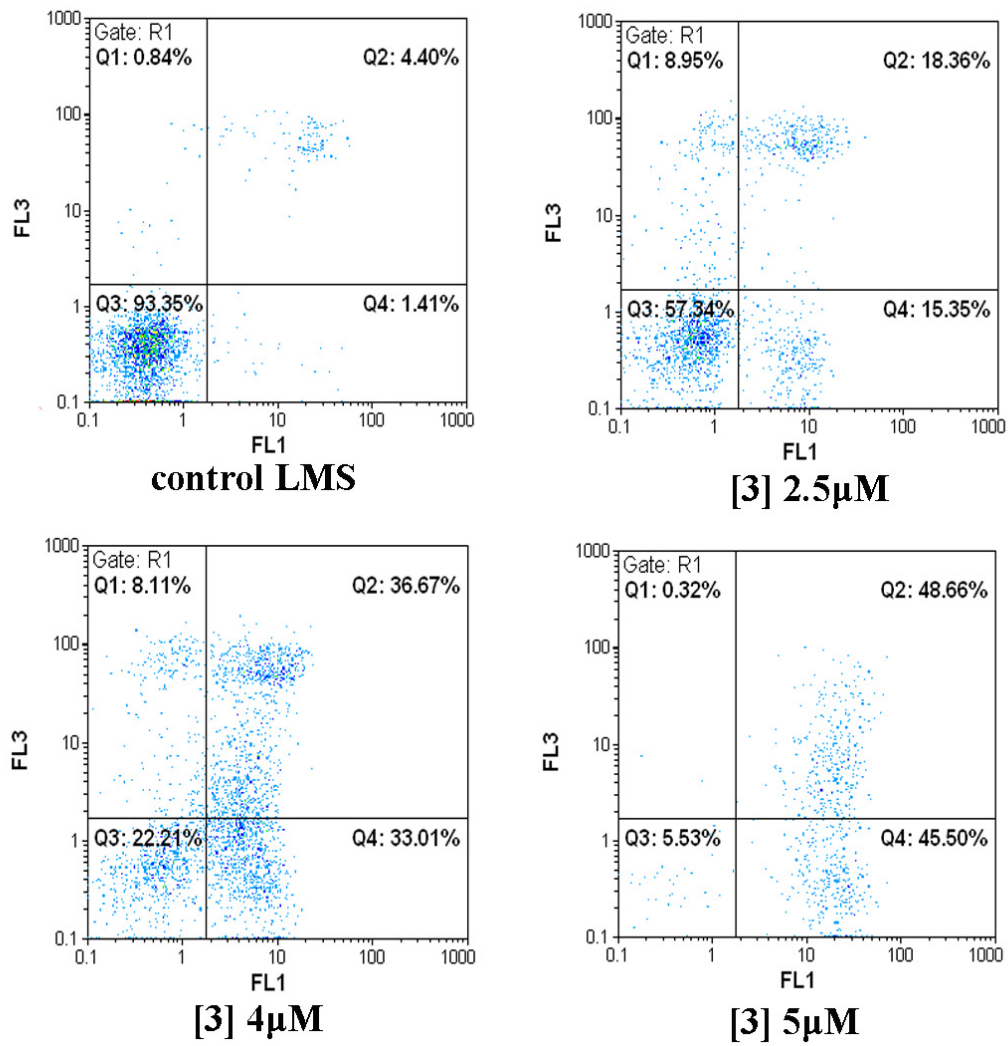 Gate: R1
Q1: 0.84% Q2: 4.40%
Q3: 93.35% Q4: 1.41%
1000
100
10
1
0.1
FL3
0.1 1 10 100 1000
FL1
control LMS
Gate: R1
Q1: 8.95% Q2: 18.36%
Q3: 57.34% Q4: 15.35%
1000
100
10
1
0.1
FL3
0.1 1 10 100 1000
FL1
[3] 2.5µM
Gate: R1
Q1: 8.11% Q2: 36.67%
Q3: 22.21% Q4: 33.01%
1000
100
10
1
0.1
FL3
0.1 1 10 100 1000
FL1
[3] 4µM
Gate: R1
Q1: 0.32% Q2: 48.66%
Q3: 5.53% Q4: 45.50%
1000
100
10
1
0.1
FL3
0.1 1 10 100 1000
FL1
[3] 5µM